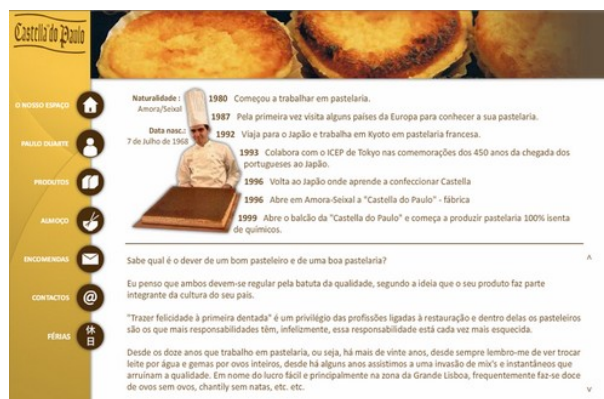 Castella do Paulo
O NOSSO ESPAÇO
PAULO DUARTE
PRODUTOS
ALMOÇO
ENCOMENDAS
CONTACTOS
@
FÉRIAS
休
日
Naturalidade :
Amora/Seixal
Data nasc.:
7 de Julho de 1968
1980 Começou a trabalhar em pastelaria.
1987 Pela primeira vez visita alguns países da Europa para conhecer a sua pastelaria.
1992 Viaja para o Japão e trabalha em Kyoto em pastelaria francesa.
1993 Colabora com o ICEP de Tokyo nas comemorações dos 450 anos da chegada dos
portugueses ao Japão.
1996 Volta ao Japão onde aprende a confeccionar Castella
1996 Abre em Amora-Seixal a "Castella do Paulo" - fábrica
1999 Abre o balcão da "Castella do Paulo" e começa a produzir pastelaria 100% isenta
de químicos.
Sabe qual é o dever de um bom pasteleiro e de uma boa pastelaria?
Eu penso que ambos devem-se regular pela batuta da qualidade, segundo a ideia que o seu produto faz parte
integrante da cultura do seu pais.
"Trazer felicidade à primeira dentada" é um privilégio das profissões ligadas à restauração e dentro delas os pasteleiros
são os que mais responsabilidades têm, infelizmente, essa responsabilidade está cada vez mais esquecida.
Desde os doze anos que trabalho em pastelaria, ou seja, há mais de vinte anos, desde sempre lembro-me de ver trocar
leite por água e gemas por ovos inteiros, desde há alguns anos assistimos a uma invasão de mix's e instantâneos que
arruínam a qualidade. Em nome do lucro fácil e principalmente na zona da Grande Lisboa, frequentemente faz-se doce
de ovos sem ovos, chantily sem natas, etc. etc.